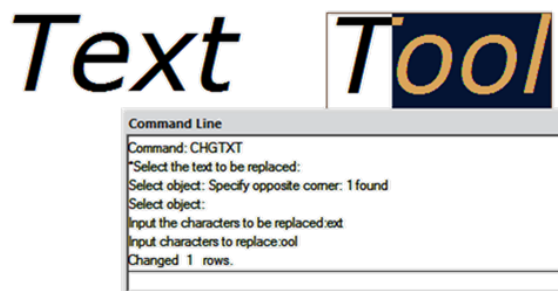 Text Tool
Command Line
Command: CHGTXT
*Select the text to be replaced:
Select object: Specify opposite corner: 1 found
Select object:
Input the characters to be replaced:ext
Input characters to replace:ool
Changed 1 rows.